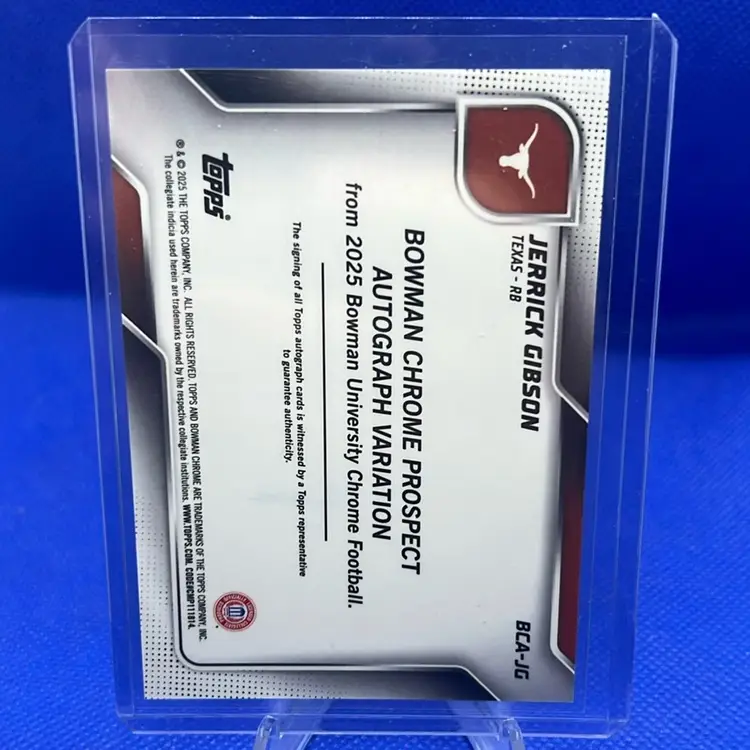 JERRICK GIBSON
TEXAS - RB
BCA-JG
BOWMAN CHROME PROSPECT
AUTOGRAPH VARIATION
from 2025 Bowman University Chrome Football.
The signing of all Topps autograph cards is witnessed by a Topps representative
to guarantee authenticity.
topps
® & © 2025 THE TOPPS COMPANY, INC. ALL RIGHTS RESERVED. TOPPS AND BOWMAN CHROME ARE TRADEMARKS OF THE TOPPS COMPANY, INC.
The collegiate indicia used herein are trademarks owned by the respective collegiate institutions. WWW.TOPPS.COM. CODE#CMP111814.